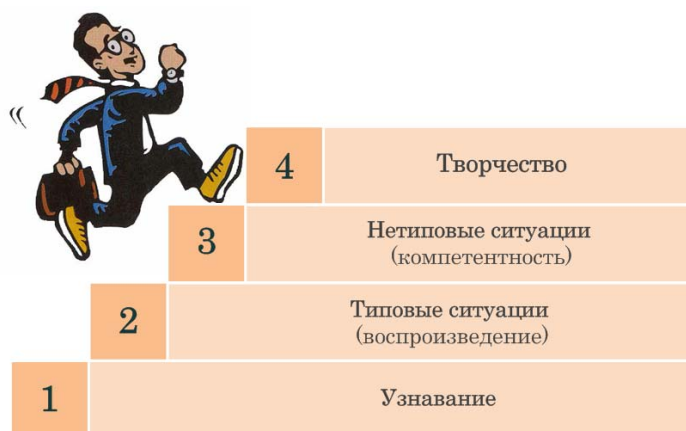 4 Творчество
3 Нетиповые ситуации
(компетентность)
2 Типовые ситуации
(воспроизведение)
1 Узнавание